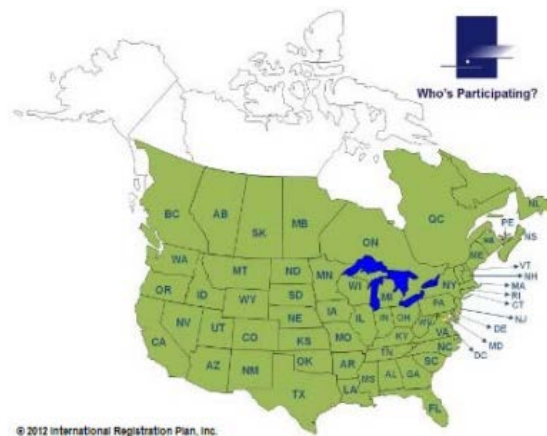 Who's Participating?
BC
AB
SK
MB
ON
QC
NL
PE
NB
NS
ME
WA
MT
ND
MN
OR
ID
WY
SD
WI
MI
NY
VT
NH
MA
RI
CT
NJ
DE
MD
DC
NV
UT
CO
NE
IA
IL
IN
OH
PA
WV
VA
CA
AZ
NM
KS
MO
KY
NC
OK
AR
TN
SC
TX
LA
MS
AL
GA
FL
© 2012 International Registration Plan, Inc.